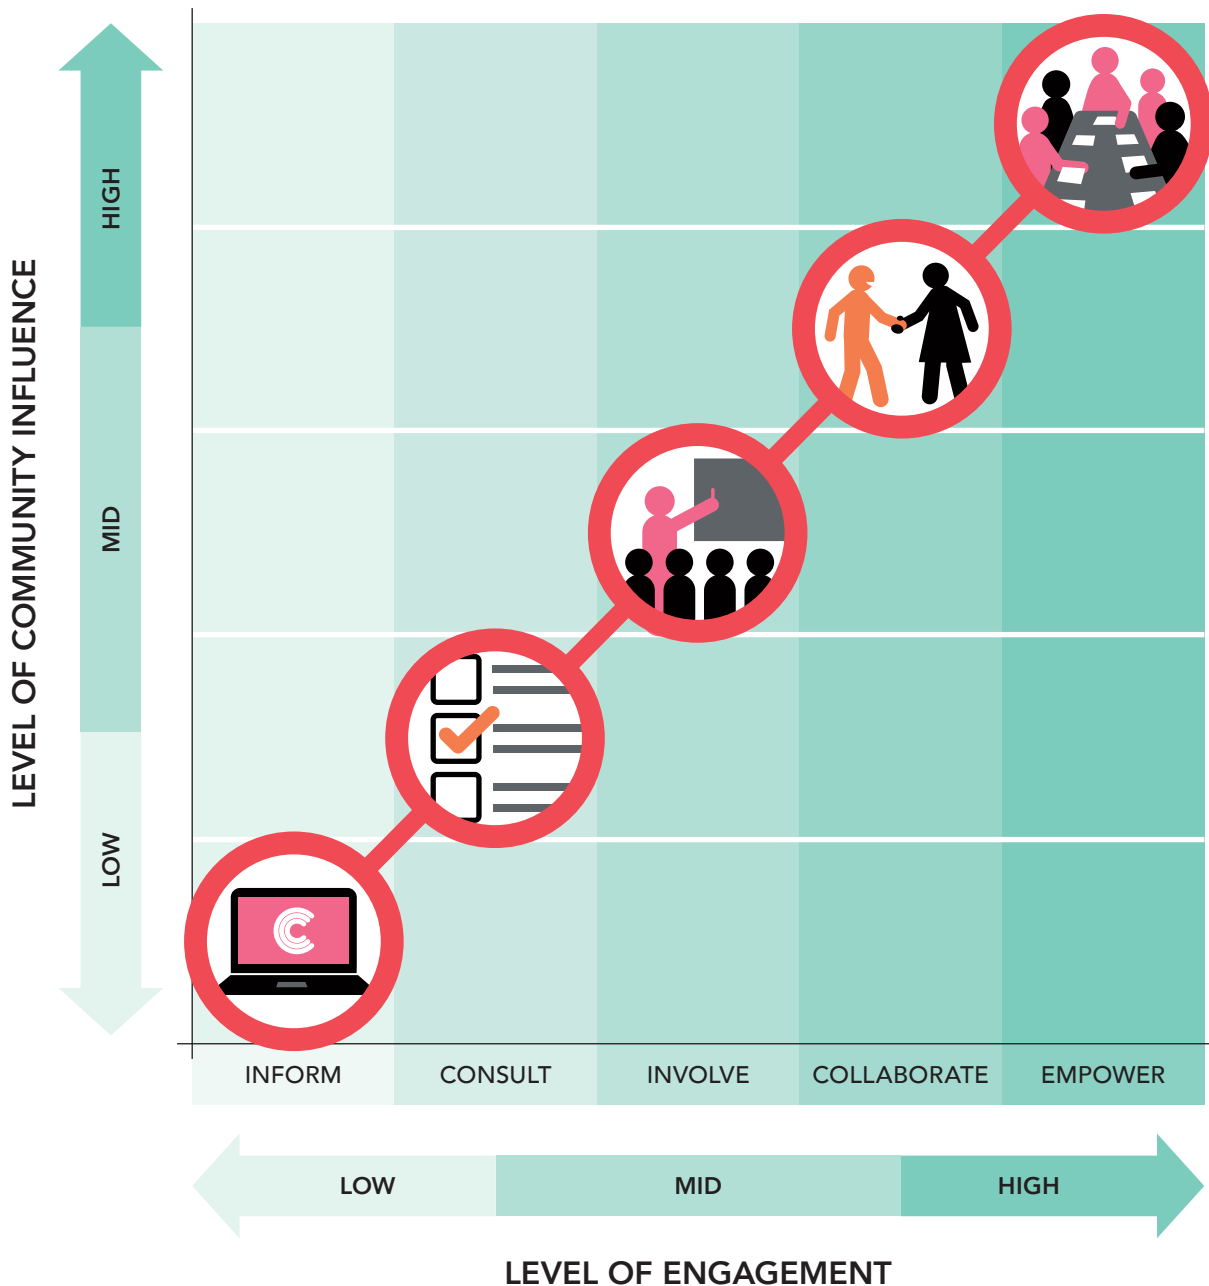 LEVEL OF COMMUNITY INFLUENCE
HIGH
MID
LOW
INFORM
CONSULT
INVOLVE
COLLABORATE
EMPOWER
LOW
MID
HIGH
LEVEL OF ENGAGEMENT